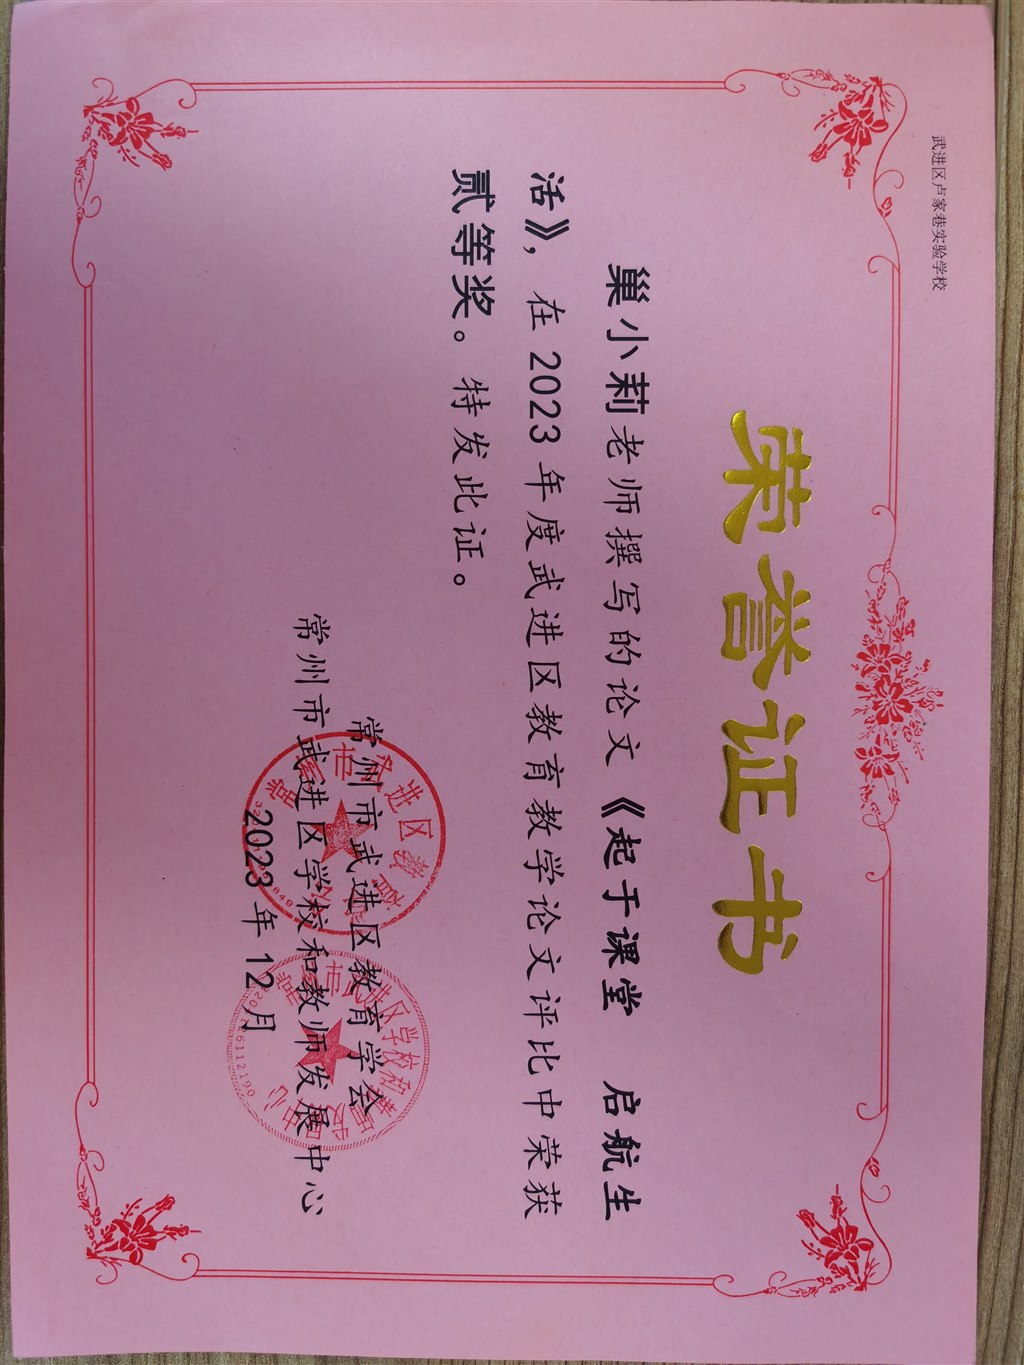 武进区卢家巷实验学校
荣誉证书
巢小莉老师撰写的论文《起于课堂　启航生
活》，在2023年度武进区教育教学论文评比中荣获
贰等奖。特发此证。
常州市武进区教育学会
常州市武进区学校和教师发展中心
2023年12月